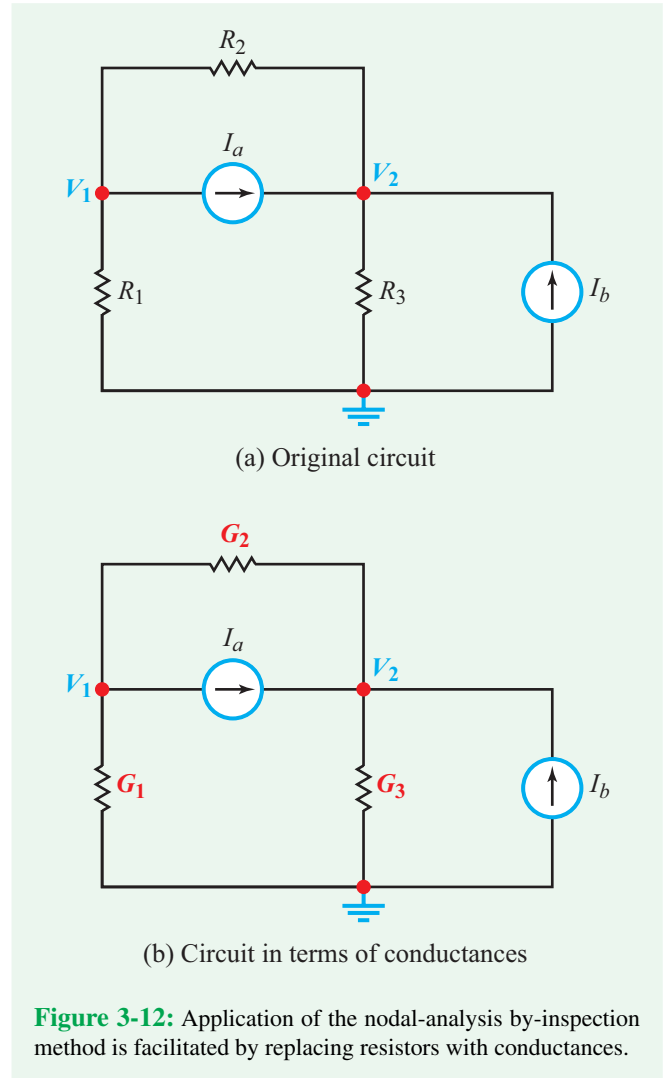 R2
Ia
V1
V2
R1
R3
Ib
(a) Original circuit
G2
Ia
V1
V2
G1
G3
Ib
(b) Circuit in terms of conductances
Figure 3-12: Application of the nodal-analysis by-inspection
method is facilitated by replacing resistors with conductances.